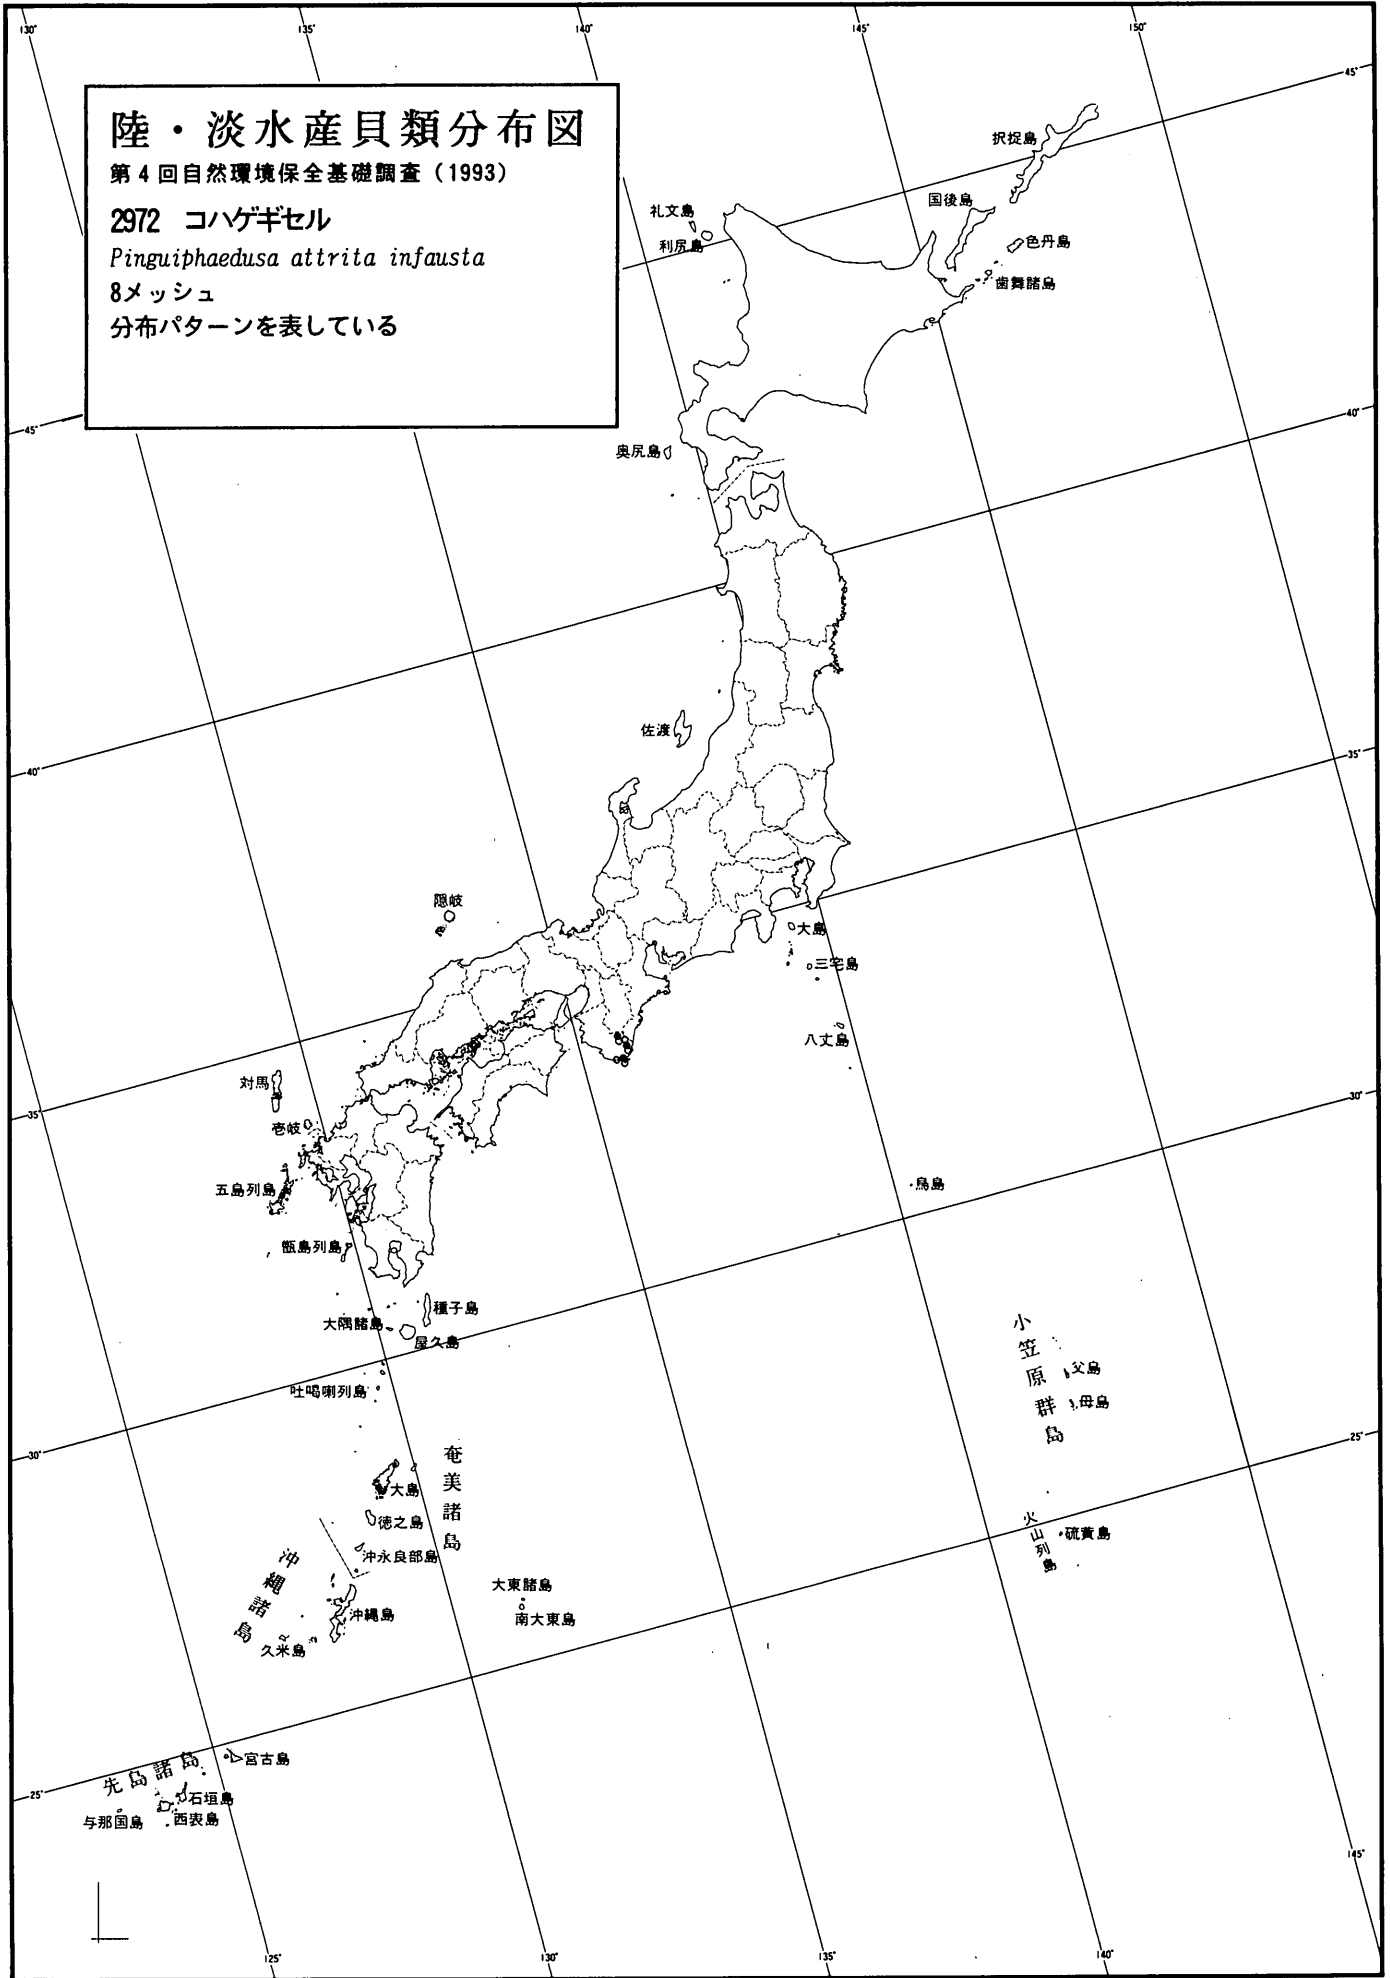 陸・淡水産貝類分布図
第4回自然環境保全基礎調査(1993)
2972 コハゲギセル
Pinguiphaedusa attrita infausta
8メッシュ
分布パターンを表している
130°
135°
140°
145°
150°
45°
択捉島
国後島
色丹島
歯舞諸島
礼文島
利尻島
40°
45°
奥尻島
佐渡
35°
40°
隠岐
大島
三宅島
八丈島
対馬
30°
35°
壱岐
五島列島
鳥島
甑島列島
種子島
大隅諸島
屋久島
吐噶喇列島
小笠原群島
父島
母島
25°
30°
奄美諸島
大島
徳之島
沖永良部島
火山列島
硫黄島
沖縄諸島
沖縄島
久米島
大東諸島
南大東島
先島諸島
宮古島
石垣島
西表島
与那国島
25°
145°
125°
130°
135°
140°